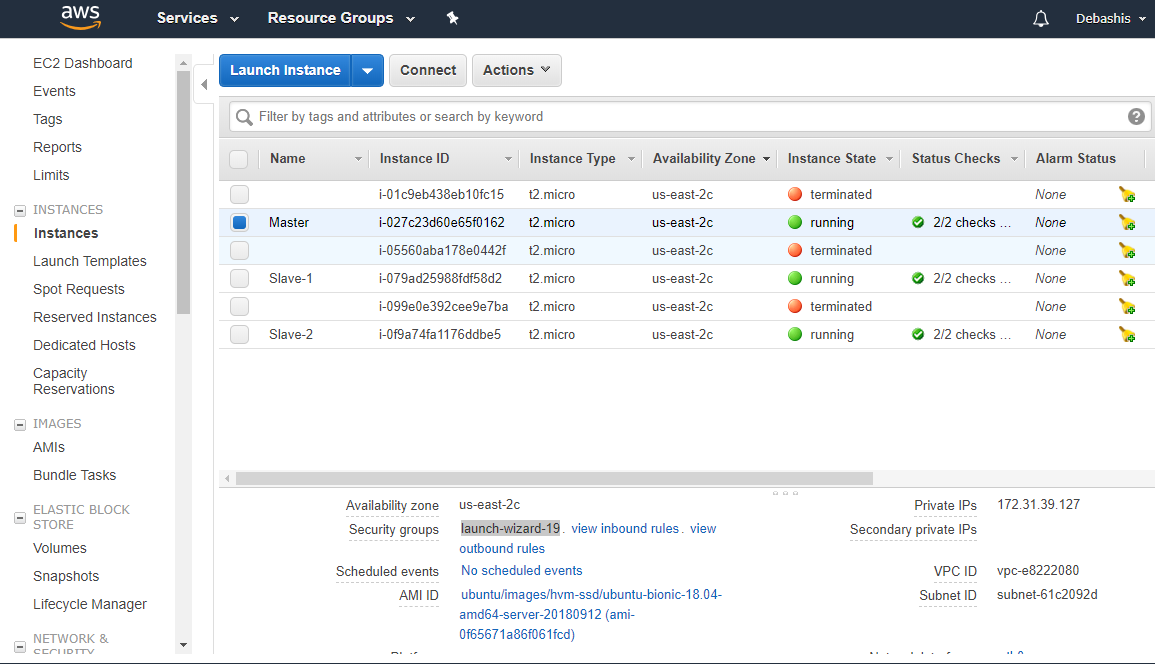 aws Services Resource Groups Debashis
EC2 Dashboard
Events
Tags
Reports
Limits
INSTANCES
Instances
Launch Templates
Spot Requests
Reserved Instances
Dedicated Hosts
Capacity
Reservations
IMAGES
AMIs
Bundle Tasks
ELASTIC BLOCK
STORE
Volumes
Snapshots
Lifecycle Manager
NETWORK &
SECURITY
Launch Instance Connect Actions
Filter by tags and attributes or search by keyword
Name Instance ID Instance Type Availability Zone Instance State Status Checks Alarm Status
i-01c9eb438eb10fc15 t2.micro us-east-2c terminated None
Master i-027c23d60e65f0162 t2.micro us-east-2c running 2/2 checks ... None
i-05560aba178e0442f t2.micro us-east-2c terminated None
Slave-1 i-079ad25988fdf58d2 t2.micro us-east-2c running 2/2 checks ... None
i-099e0e392cee9e7ba t2.micro us-east-2c terminated None
Slave-2 i-0f9a74fa1176ddbe5 t2.micro us-east-2c running 2/2 checks ... None
Availability zone us-east-2c
Security groups launch-wizard-19. view inbound rules. view
outbound rules
Scheduled events No scheduled events
AMI ID ubuntu/images/hvm-ssd/ubuntu-bionic-18.04-
amd64-server-20180912 (ami-
0f65671a86f061fcd)
Private IPs 172.31.39.127
Secondary private IPs
VPC ID vpc-e8222080
Subnet ID subnet-61c2092d